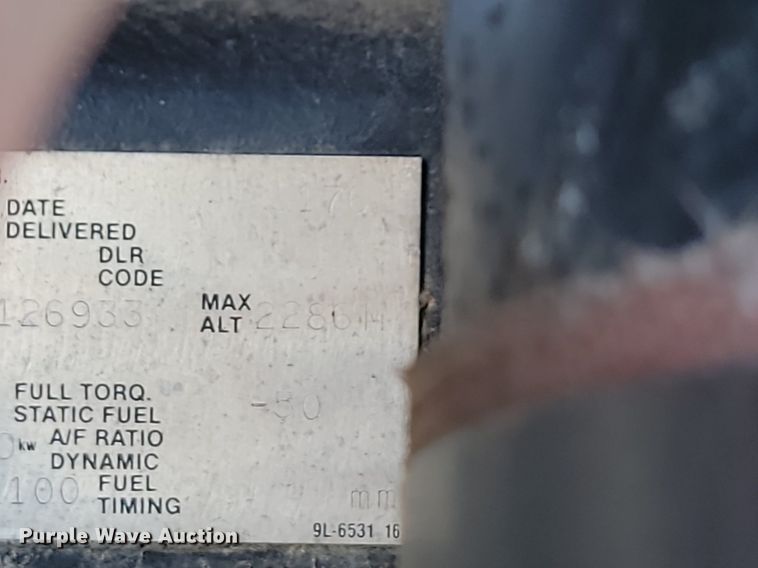 DATE
DELIVERED
DLR
CODE
126933 MAX
ALT 2286M
FULL TORQ.
STATIC FUEL -50
kw A/F RATIO
DYNAMIC
100 FUEL
TIMING mm
9L-6531 16
Purple Wave Auction